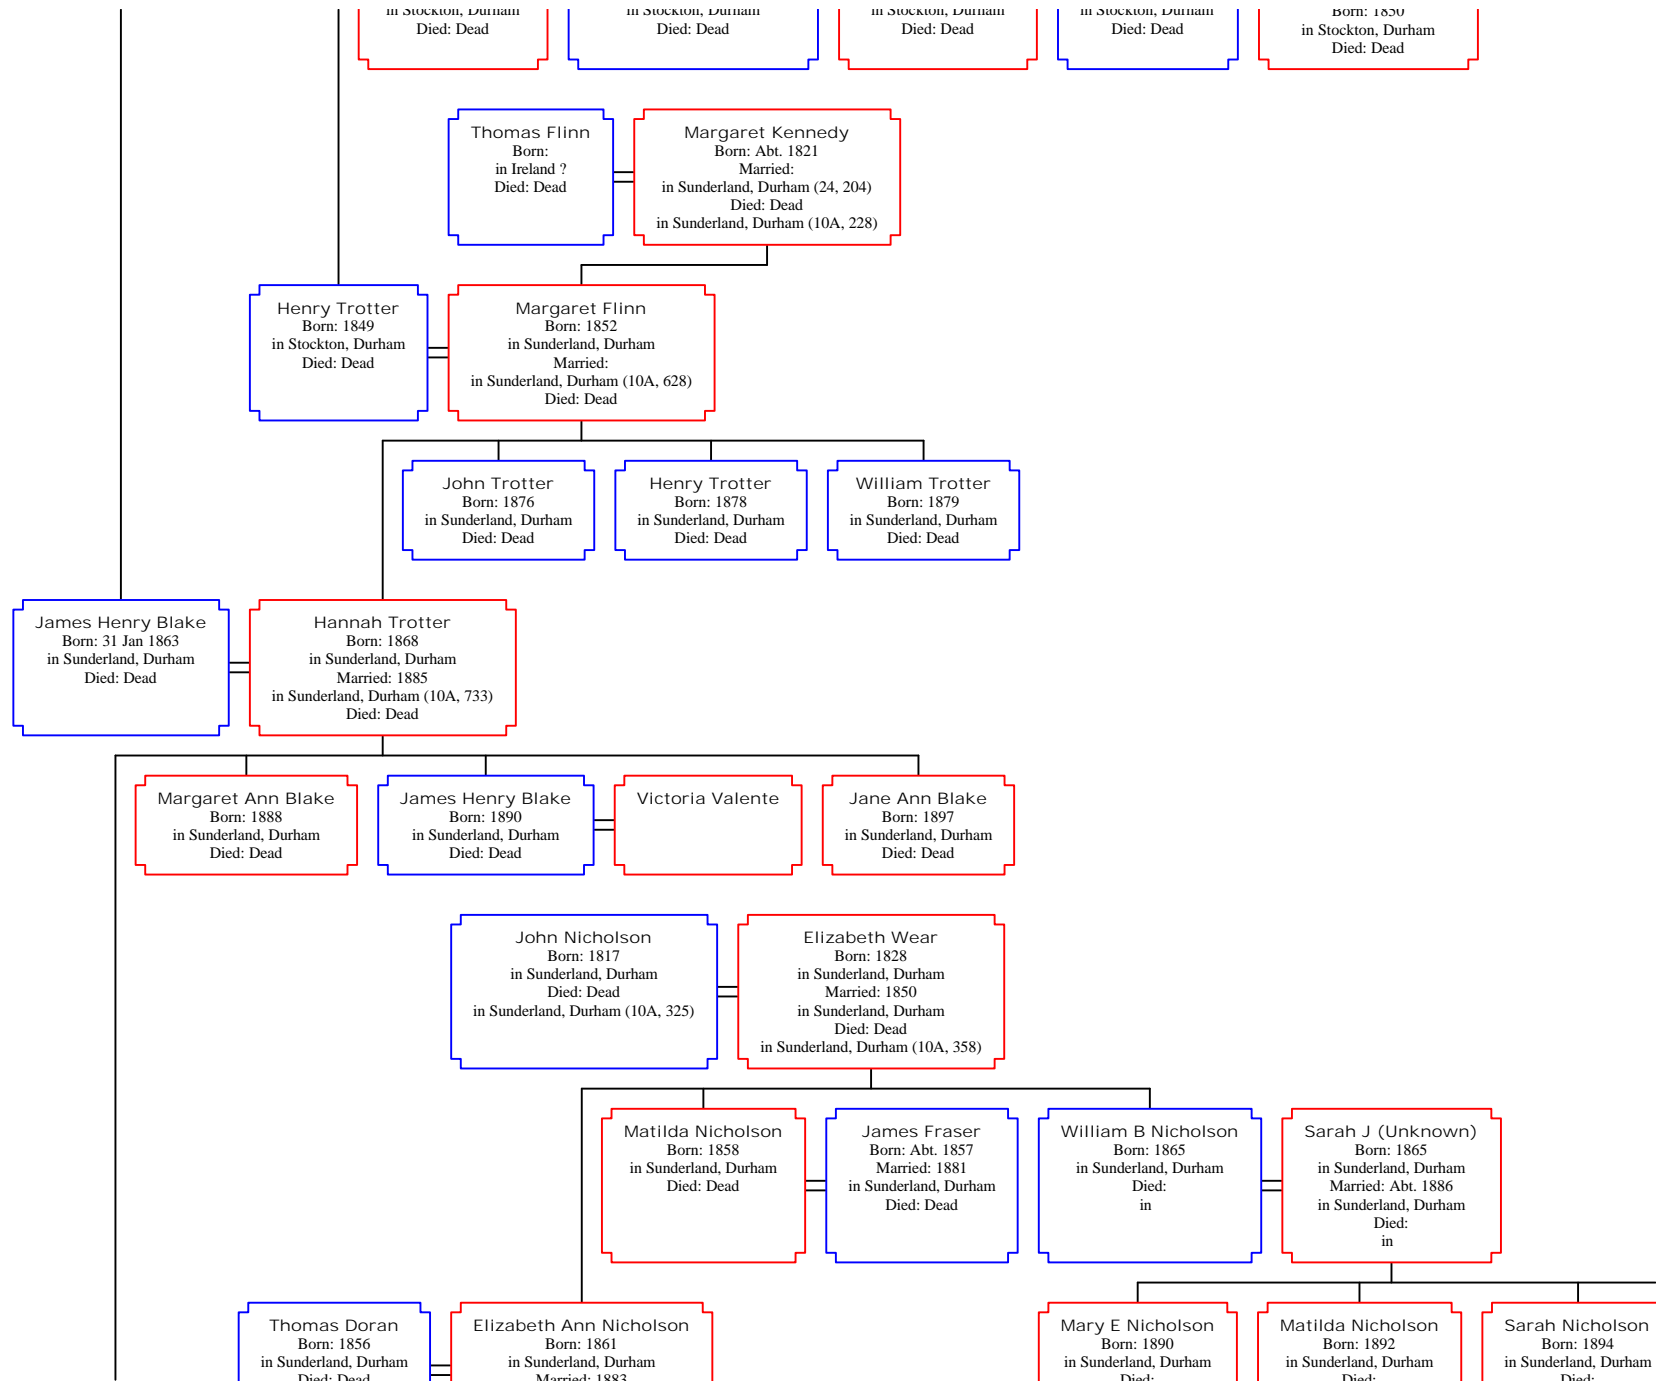 in Stockton, Durham
Died: Dead
in Stockton, Durham
Died: Dead
in Stockton, Durham
Died: Dead
in Stockton, Durham
Died: Dead
Born: 1850
in Stockton, Durham
Died: Dead
Thomas Flinn
Born:
in Ireland ?
Died: Dead
Margaret Kennedy
Born: Abt. 1821
Married:
in Sunderland, Durham (24, 204)
Died: Dead
in Sunderland, Durham (10A, 228)
Henry Trotter
Born: 1849
in Stockton, Durham
Died: Dead
Margaret Flinn
Born: 1852
in Sunderland, Durham
Married:
in Sunderland, Durham (10A, 628)
Died: Dead
John Trotter
Born: 1876
in Sunderland, Durham
Died: Dead
Henry Trotter
Born: 1878
in Sunderland, Durham
Died: Dead
William Trotter
Born: 1879
in Sunderland, Durham
Died: Dead
James Henry Blake
Born: 31 Jan 1863
in Sunderland, Durham
Died: Dead
Hannah Trotter
Born: 1868
in Sunderland, Durham
Married: 1885
in Sunderland, Durham (10A, 733)
Died: Dead
Margaret Ann Blake
Born: 1888
in Sunderland, Durham
Died: Dead
James Henry Blake
Born: 1890
in Sunderland, Durham
Died: Dead
Victoria Valente
Jane Ann Blake
Born: 1897
in Sunderland, Durham
Died: Dead
John Nicholson
Born: 1817
in Sunderland, Durham
Died: Dead
in Sunderland, Durham (10A, 325)
Elizabeth Wear
Born: 1828
in Sunderland, Durham
Married: 1850
in Sunderland, Durham
Died: Dead
in Sunderland, Durham (10A, 358)
Matilda Nicholson
Born: 1858
in Sunderland, Durham
Died: Dead
James Fraser
Born: Abt. 1857
Married: 1881
in Sunderland, Durham
Died: Dead
William B Nicholson
Born: 1865
in Sunderland, Durham
Died:
in
Sarah J (Unknown)
Born: 1865
in Sunderland, Durham
Married: Abt. 1886
in Sunderland, Durham
Died:
in
Thomas Doran
Born: 1856
in Sunderland, Durham
Died: Dead
Elizabeth Ann Nicholson
Born: 1861
in Sunderland, Durham
Married: 1883
Mary E Nicholson
Born: 1890
in Sunderland, Durham
Died:
Matilda Nicholson
Born: 1892
in Sunderland, Durham
Died:
Sarah Nicholson
Born: 1894
in Sunderland, Durham
Died: